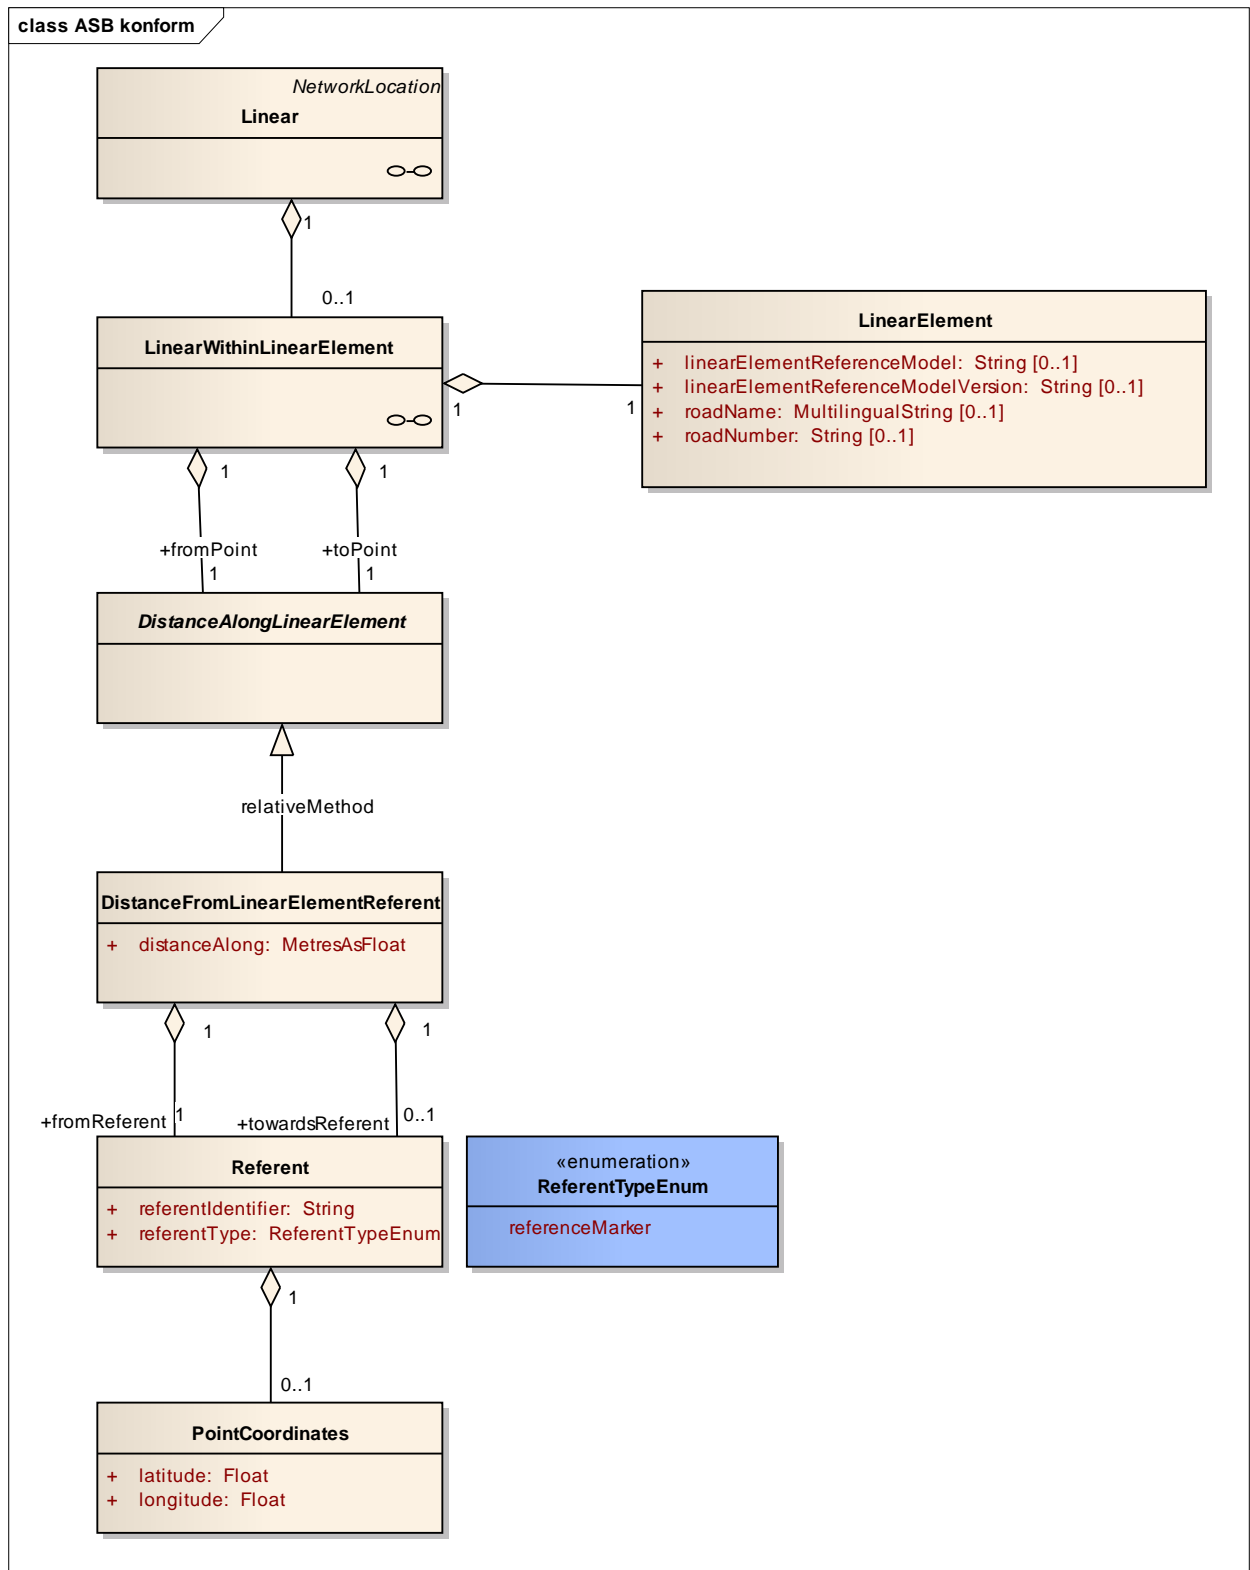 class ASB konform
NetworkLocation
Linear
1
0..1
LinearWithinLinearElement
1
1
LinearElement
+ linearElementReferenceModel: String [0..1]
+ linearElementReferenceModelVersion: String [0..1]
+ roadName: MultilingualString [0..1]
+ roadNumber: String [0..1]
1
1
+fromPoint
+toPoint
1
1
DistanceAlongLinearElement
relativeMethod
DistanceFromLinearElementReferent
+ distanceAlong: MetresAsFloat
1
1
+fromReferent
1
+towardsReferent
0..1
Referent
+ referentIdentifier: String
+ referentType: ReferentTypeEnum
«enumeration»
ReferentTypeEnum
referenceMarker
1
0..1
PointCoordinates
+ latitude: Float
+ longitude: Float